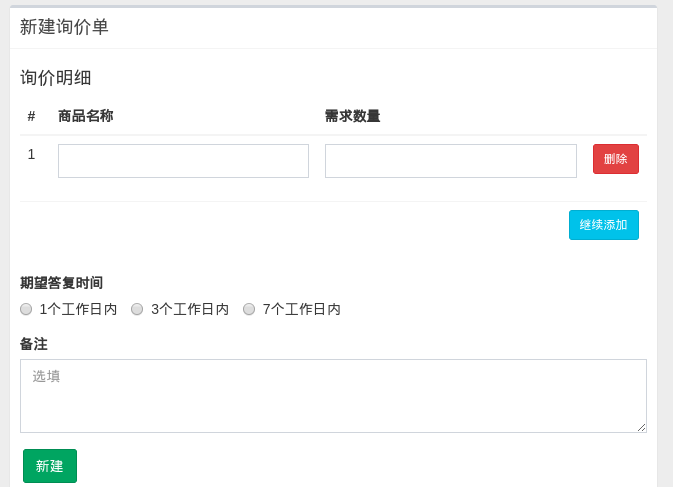 新建询价单
询价明细
# 商品名称 需求数量
1 删除
继续添加
期望答复时间
1个工作日内 3个工作日内 7个工作日内
备注
选填
新建